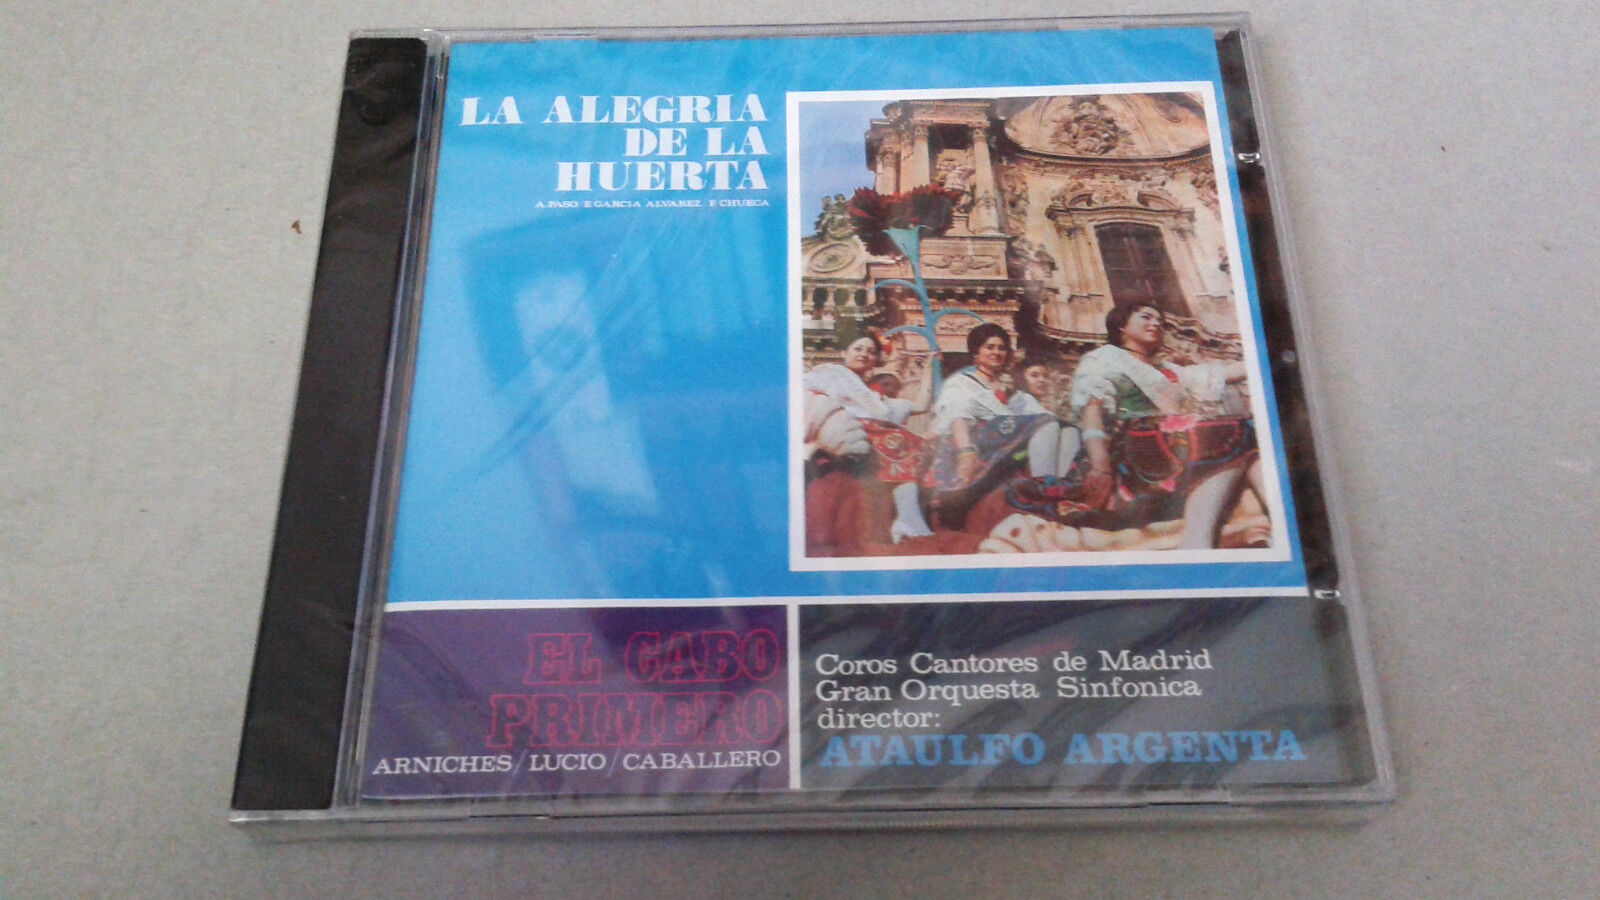 LA ALEGRIA
DE LA
HUERTA
A. PASO / E. GARCIA ALVAREZ / F. CHUECA
EL CABO
PRIMERO
ARNICHES / LUCIO / CABALLERO
Coros Cantores de Madrid
Gran Orquesta Sinfonica
director:
ATAULFO ARGENTA